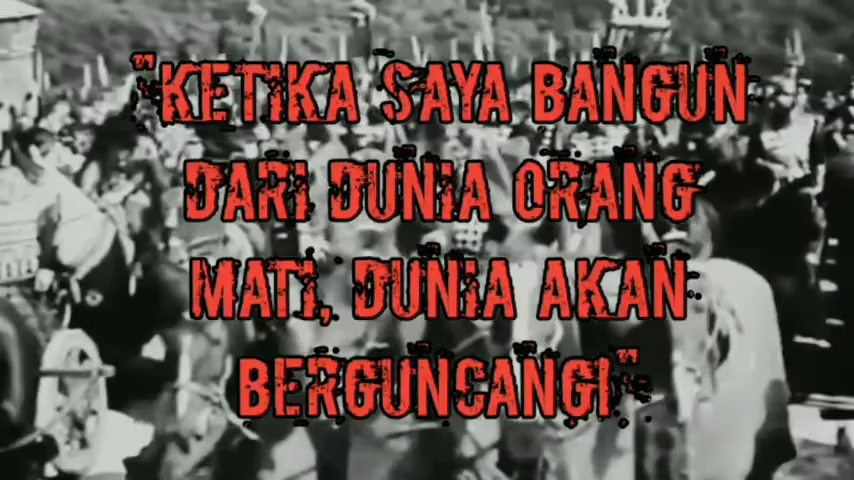 "KETIKA SAYA BANGUN
DARI DUNIA ORANG
MATI, DUNIA AKAN
BERGUNCANG!"